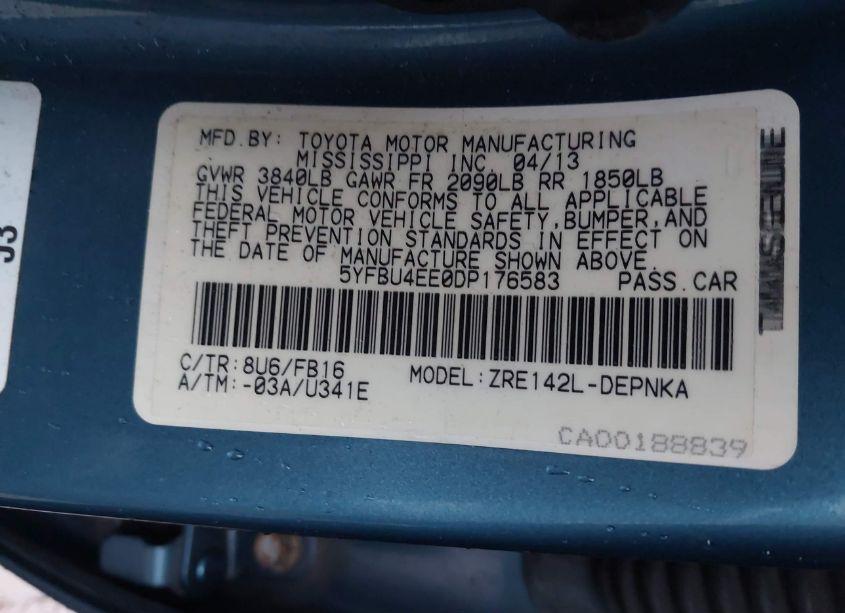 MFD.BY: TOYOTA MOTOR MANUFACTURING
MISSISSIPPI INC. 04/13
GVWR 3840LB GAWR FR 2090LB RR 1850LB
THIS VEHICLE CONFORMS TO ALL APPLICABLE
FEDERAL MOTOR VEHICLE SAFETY,BUMPER,AND
THEFT PREVENTION STANDARDS IN EFFECT ON
THE DATE OF MANUFACTURE SHOWN ABOVE.
5YFBU4EE0DP176583 PASS.CAR
C/TR:8U6/FB16
A/TM:-03A/U341E MODEL:ZRE142L-DEPNKA
CA00188839
J3